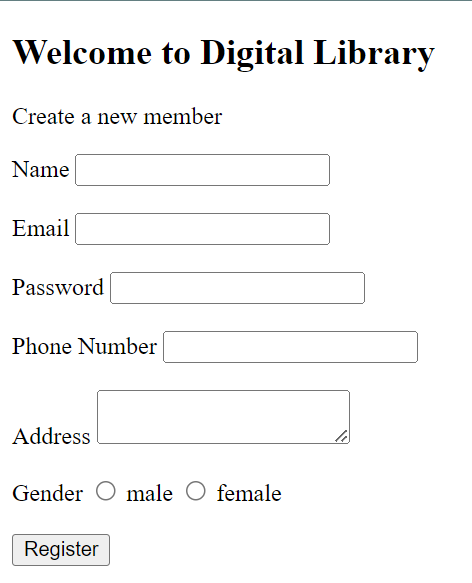 Welcome to Digital Library
Create a new member
Name
Email
Password
Phone Number
Address
Gender male female
Register